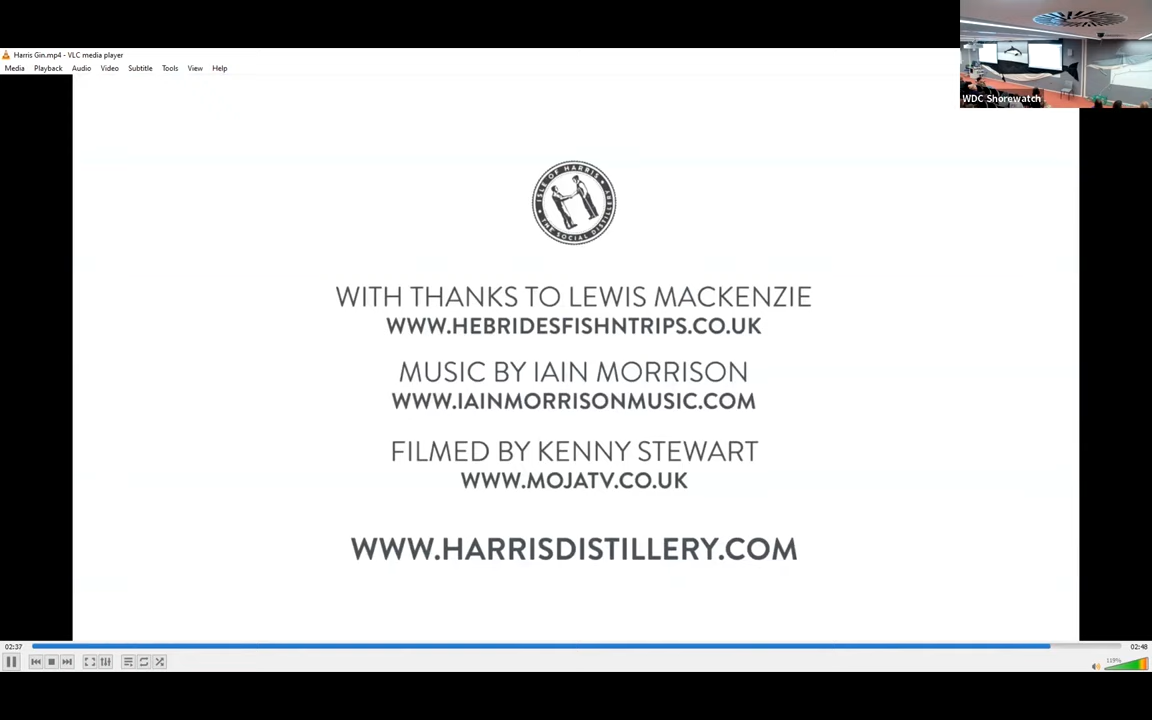 Harris Gin.mp4 - VLC media player
Media Playback Audio Video Subtitle Tools View Help
WDC Shorewatch
ISLE OF HARRIS
THE SOCIAL DISTILLERY
WITH THANKS TO LEWIS MACKENZIE
WWW.HEBRIDESFISHNTRIPS.CO.UK
MUSIC BY IAIN MORRISON
WWW.IAINMORRISONMUSIC.COM
FILMED BY KENNY STEWART
WWW.MOJATV.CO.UK
WWW.HARRISDISTILLERY.COM
02:37
02:48
119%